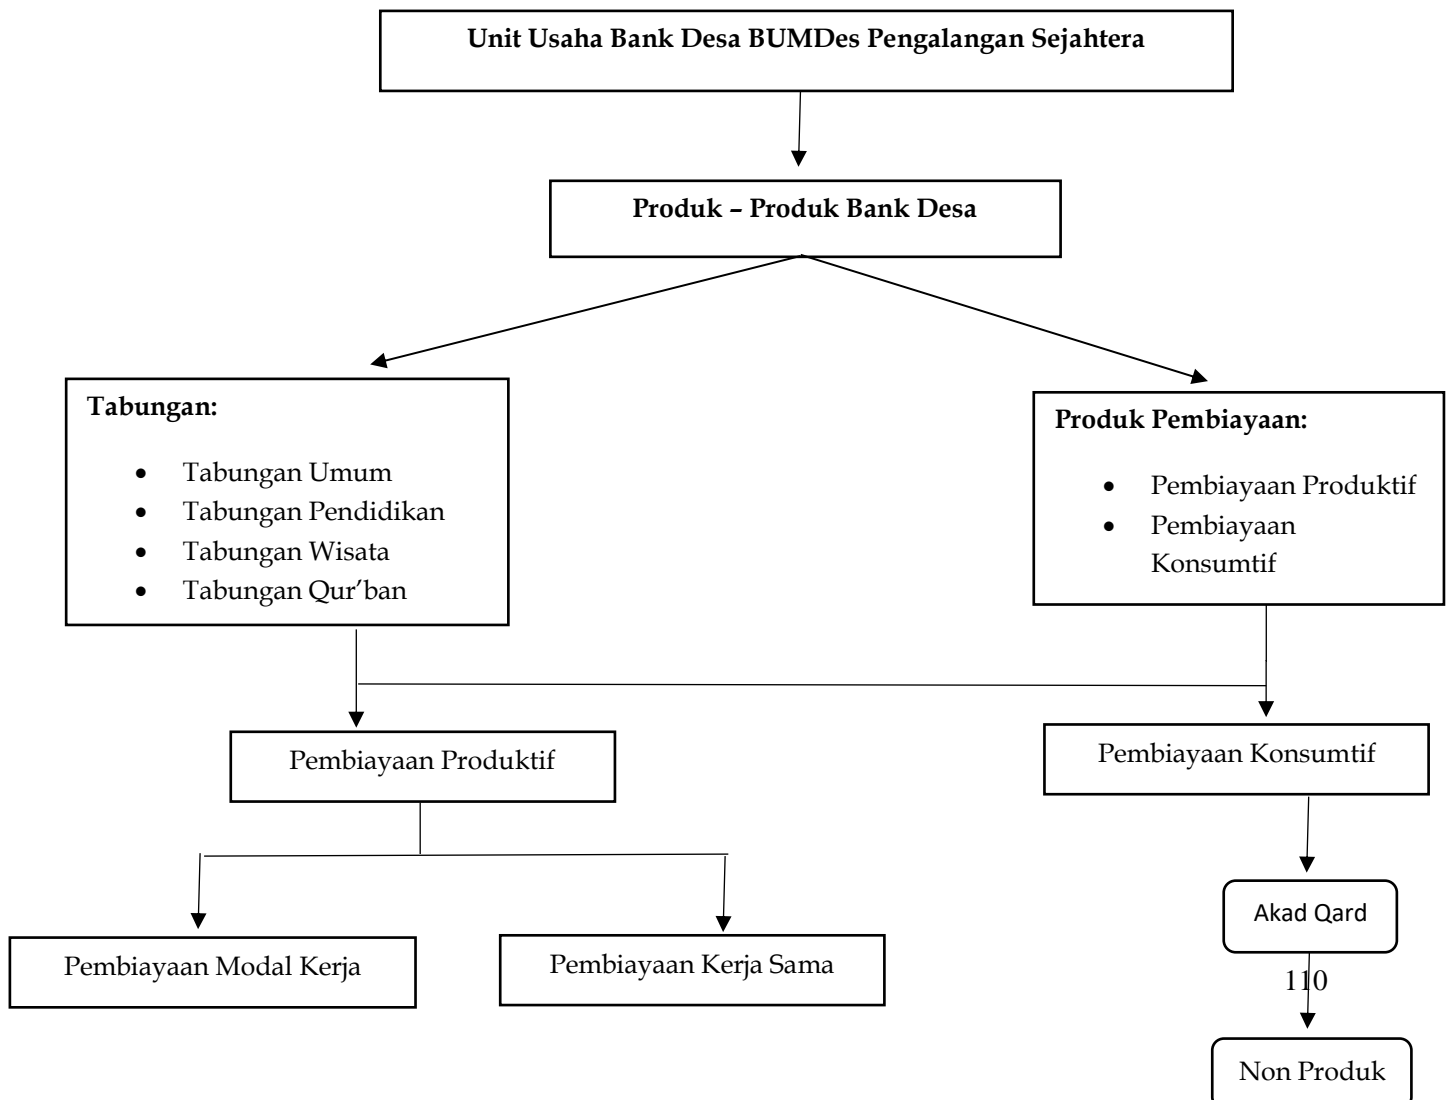 Unit Usaha Bank Desa BUMDes Pengalangan Sejahtera
Produk – Produk Bank Desa
Tabungan:
• Tabungan Umum
• Tabungan Pendidikan
• Tabungan Wisata
• Tabungan Qur’ban
Produk Pembiayaan:
• Pembiayaan Produktif
• Pembiayaan
Konsumtif
Pembiayaan Produktif
Pembiayaan Konsumtif
Pembiayaan Modal Kerja
Pembiayaan Kerja Sama
Akad Qard
110
Non Produk